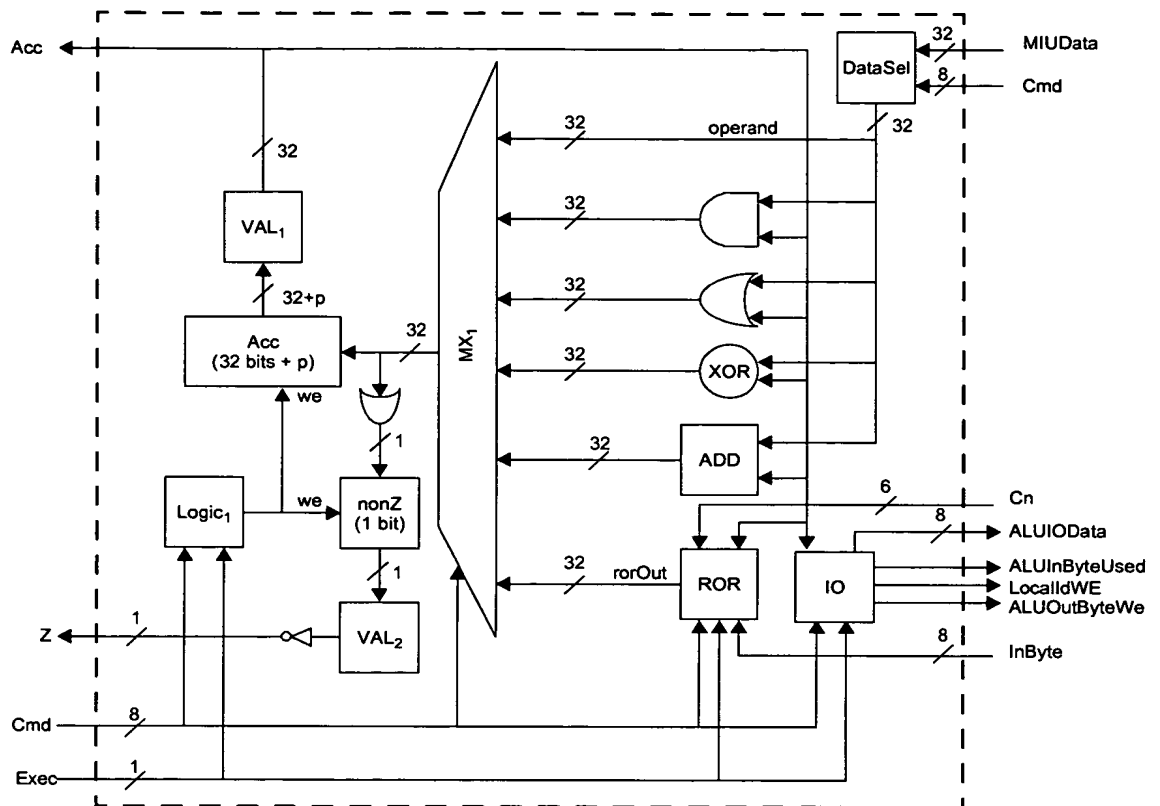 Acc
32
MIUData
DataSel
8
Cmd
32
32
operand
32
32
VAL1
32+p
32
Acc
(32 bits + p)
32
MX1
32
XOR
we
1
32
ADD
Logic1
we
nonZ
(1 bit)
6
Cn
8
ALUIOData
1
32
rorOut
ROR
IO
ALUInByteUsed
LocalIdWE
ALUOutByteWe
Z
1
VAL2
8
InByte
Cmd
8
Exec
1